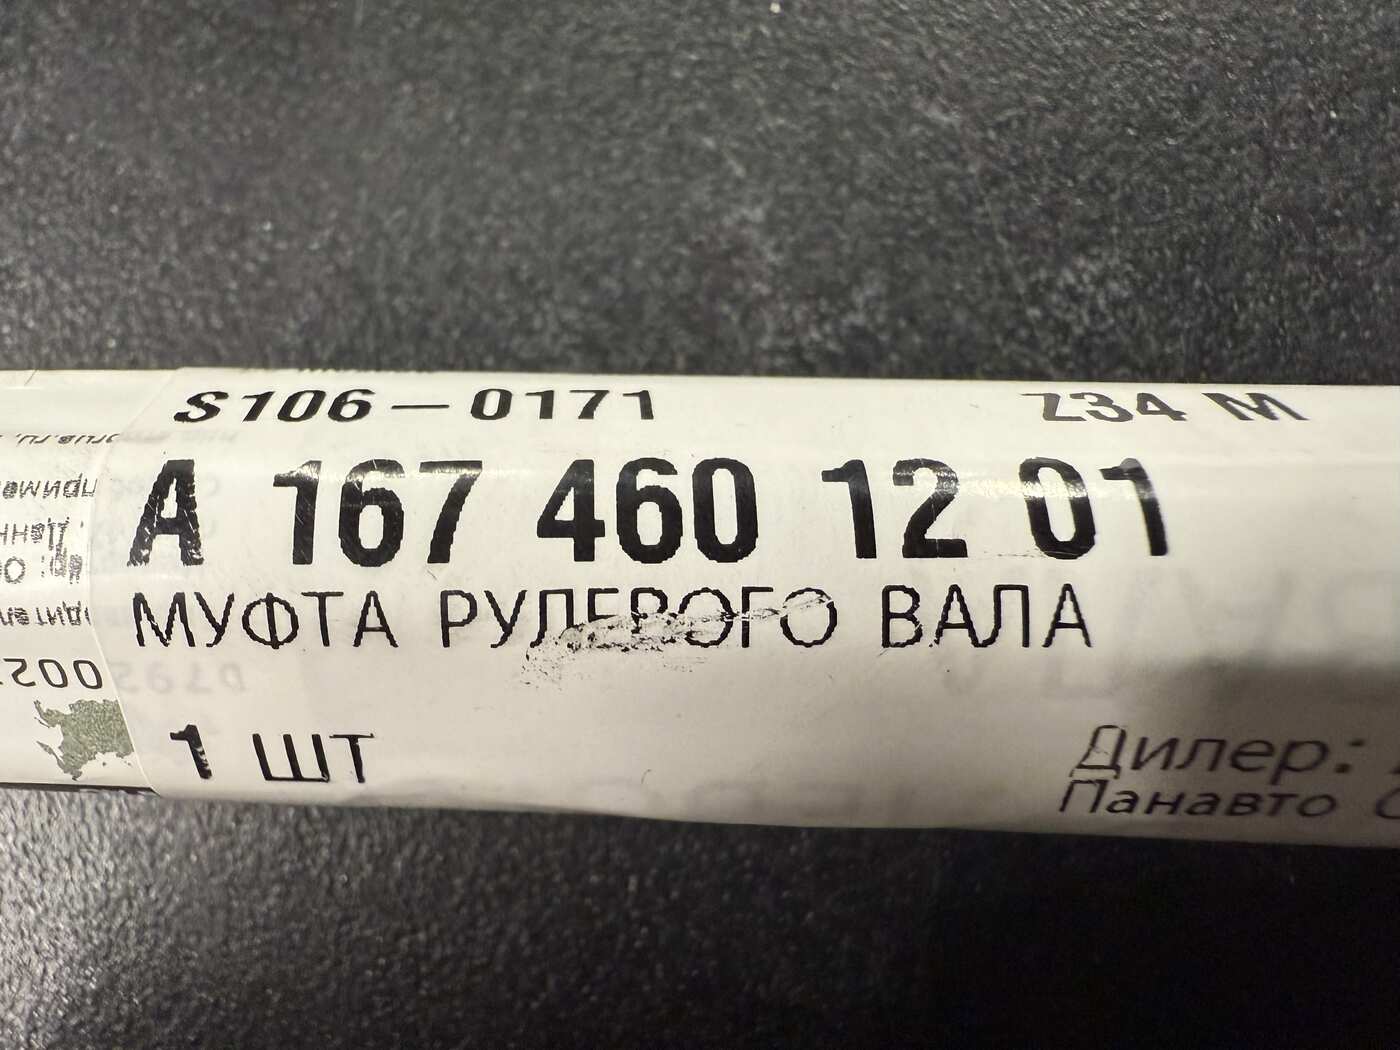 S106-0171 Z34 M
A 167 460 12 01
МУФТА РУЛЕВОГО ВАЛА
1 ШТ
Дилер:
Панавто